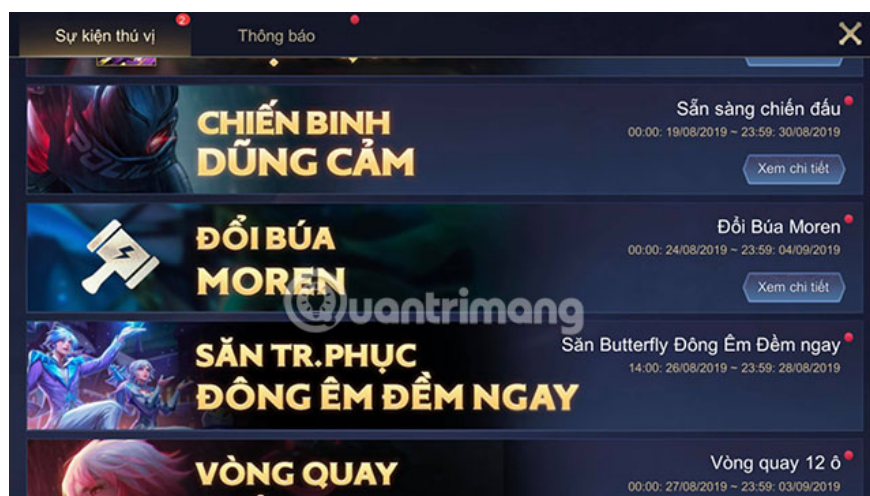 Sự kiện thú vị
2
Thông báo
CHIẾN BINH
DŨNG CẢM
Sẵn sàng chiến đấu
00:00: 19/08/2019 ~ 23:59: 30/08/2019
Xem chi tiết
ĐỔI BÚA
MOREN
Đổi Búa Moren
00:00: 24/08/2019 ~ 23:59: 04/09/2019
Xem chi tiết
Quantrimang
SĂN TR.PHỤC
ĐÔNG ÊM ĐỀM NGAY
Săn Butterfly Đông Êm Đềm ngay
14:00: 26/08/2019 ~ 23:59: 28/08/2019
VÒNG QUAY
Vòng quay 12 ô
00:00: 27/08/2019 ~ 23:59: 03/09/2019